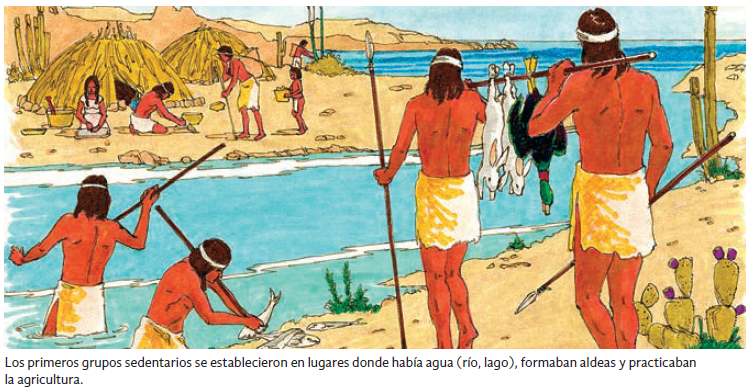 Los primeros grupos sedentarios se establecieron en lugares donde había agua (río, lago), formaban aldeas y practicaban
la agricultura.